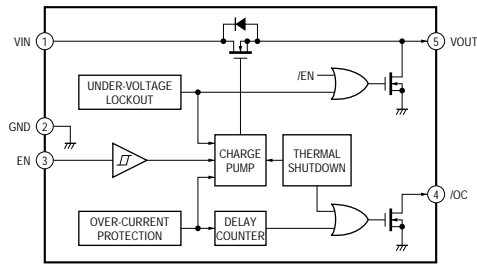 VIN 1
5 VOUT
UNDER-VOLTAGE
LOCKOUT
/EN
GND 2
EN 3
CHARGE
PUMP
THERMAL
SHUTDOWN
4 /OC
OVER-CURRENT
PROTECTION
DELAY
COUNTER